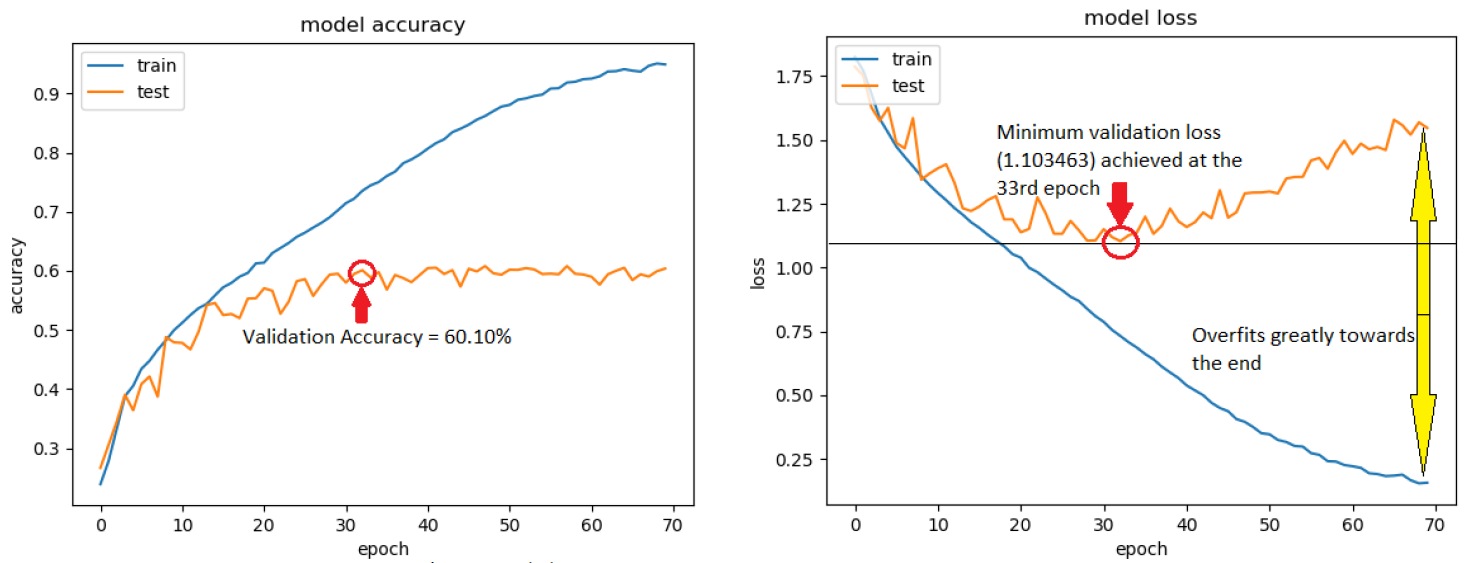 model accuracy
train
test
0.9
0.8
0.7
0.6
0.5
0.4
0.3
accuracy
Validation Accuracy = 60.10%
0 10 20 30 40 50 60 70
epoch
model loss
train
test
1.75
1.50
1.25
1.00
0.75
0.50
0.25
loss
Minimum validation loss
(1.103463) achieved at the
33rd epoch
Overfits greatly towards
the end
0 10 20 30 40 50 60 70
epoch